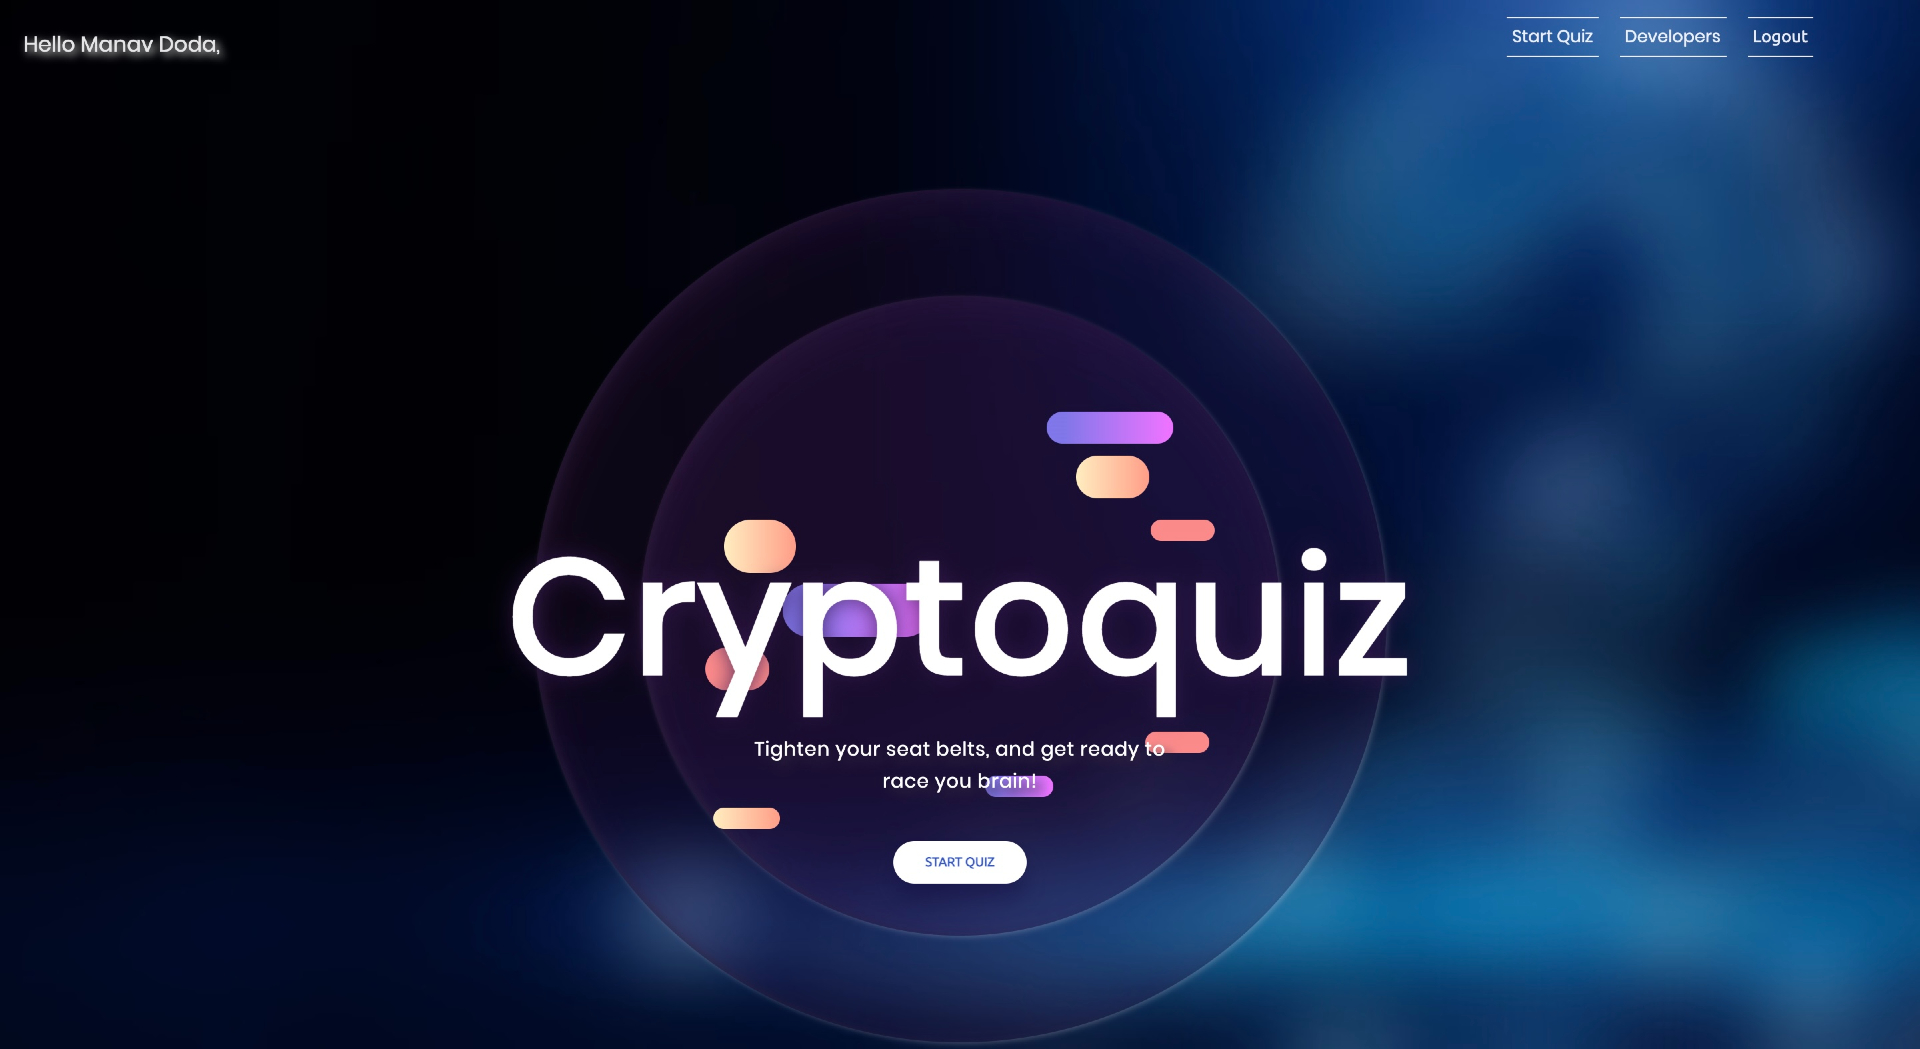 Hello Manav Doda,
Start Quiz
Developers
Logout
Cryptoquiz
Tighten your seat belts, and get ready to
race you brain!
START QUIZ